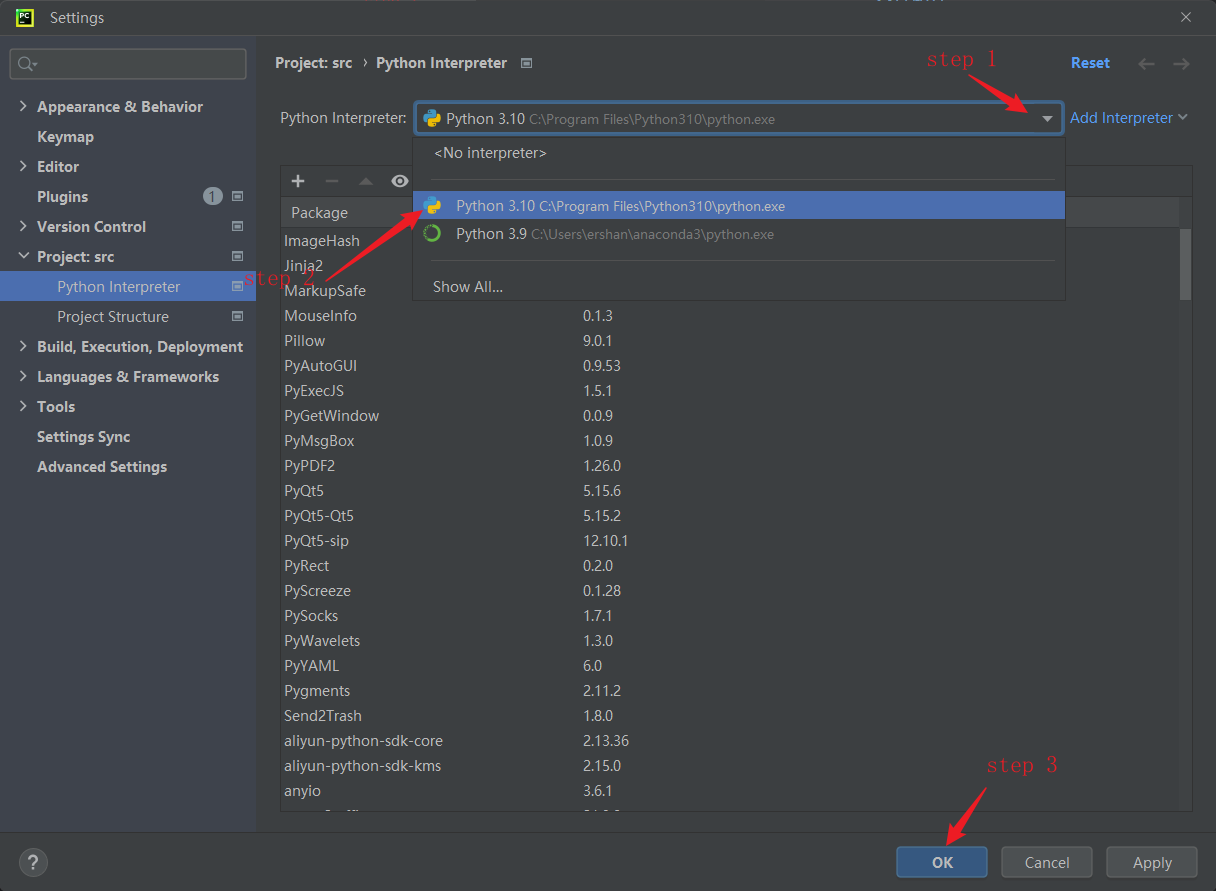 PC
Settings
Project: src › Python Interpreter
step 1
Reset
Appearance & Behavior
Keymap
Editor
Plugins
1
Version Control
Project: src
Python Interpreter
Project Structure
Build, Execution, Deployment
Languages & Frameworks
Tools
Settings Sync
Advanced Settings
Python Interpreter:
Python 3.10 C:\Program Files\Python310\python.exe
Add Interpreter
<No interpreter>
Python 3.10 C:\Program Files\Python310\python.exe
Python 3.9 C:\Users\ershan\anaconda3\python.exe
Show All...
step 2
Package
ImageHash
Jinja2
MarkupSafe
MouseInfo 0.1.3
Pillow 9.0.1
PyAutoGUI 0.9.53
PyExecJS 1.5.1
PyGetWindow 0.0.9
PyMsgBox 1.0.9
PyPDF2 1.26.0
PyQt5 5.15.6
PyQt5-Qt5 5.15.2
PyQt5-sip 12.10.1
PyRect 0.2.0
PyScreeze 0.1.28
PySocks 1.7.1
PyWavelets 1.3.0
PyYAML 6.0
Pygments 2.11.2
Send2Trash 1.8.0
aliyun-python-sdk-core 2.13.36
aliyun-python-sdk-kms 2.15.0
anyio 3.6.1
step 3
?
OK
Cancel
Apply